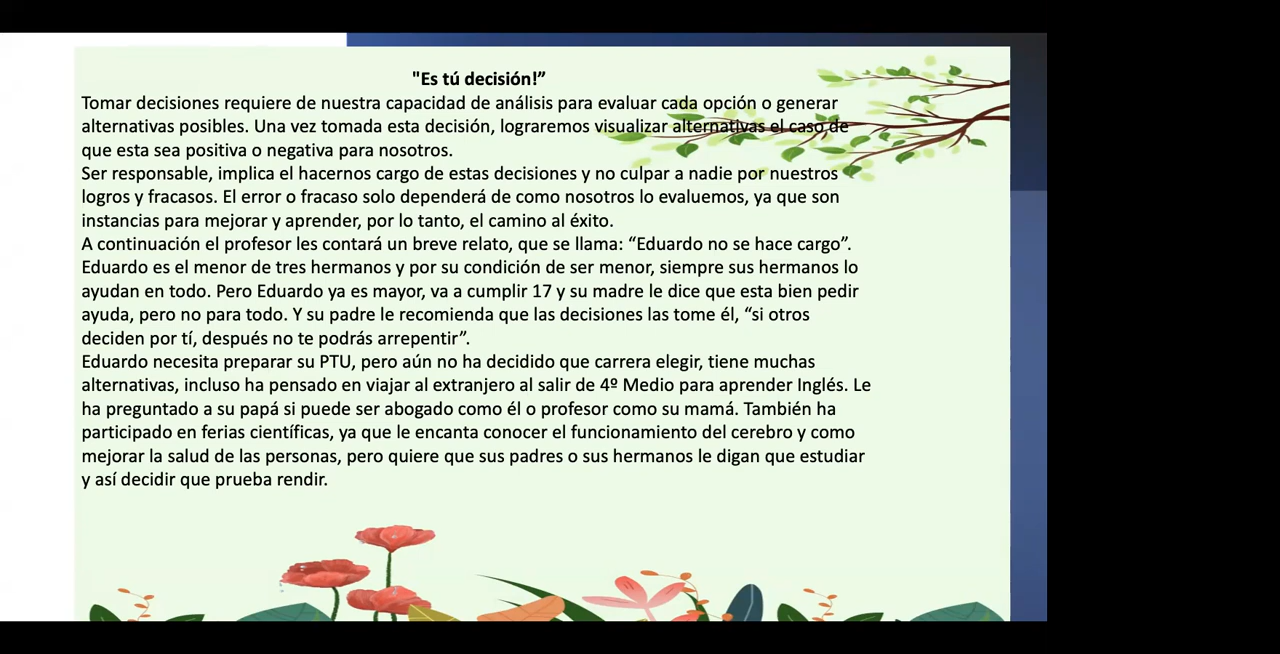 "Es tú decisión!”
Tomar decisiones requiere de nuestra capacidad de análisis para evaluar cada opción o generar
alternativas posibles. Una vez tomada esta decisión, lograremos visualizar alternativas el caso de
que esta sea positiva o negativa para nosotros.
Ser responsable, implica el hacernos cargo de estas decisiones y no culpar a nadie por nuestros
logros y fracasos. El error o fracaso solo dependerá de como nosotros lo evaluemos, ya que son
instancias para mejorar y aprender, por lo tanto, el camino al éxito.
A continuación el profesor les contará un breve relato, que se llama: “Eduardo no se hace cargo”.
Eduardo es el menor de tres hermanos y por su condición de ser menor, siempre sus hermanos lo
ayudan en todo. Pero Eduardo ya es mayor, va a cumplir 17 y su madre le dice que esta bien pedir
ayuda, pero no para todo. Y su padre le recomienda que las decisiones las tome él, “si otros
deciden por tí, después no te podrás arrepentir”.
Eduardo necesita preparar su PTU, pero aún no ha decidido que carrera elegir, tiene muchas
alternativas, incluso ha pensado en viajar al extranjero al salir de 4º Medio para aprender Inglés. Le
ha preguntado a su papá si puede ser abogado como él o profesor como su mamá. También ha
participado en ferias científicas, ya que le encanta conocer el funcionamiento del cerebro y como
mejorar la salud de las personas, pero quiere que sus padres o sus hermanos le digan que estudiar
y así decidir que prueba rendir.